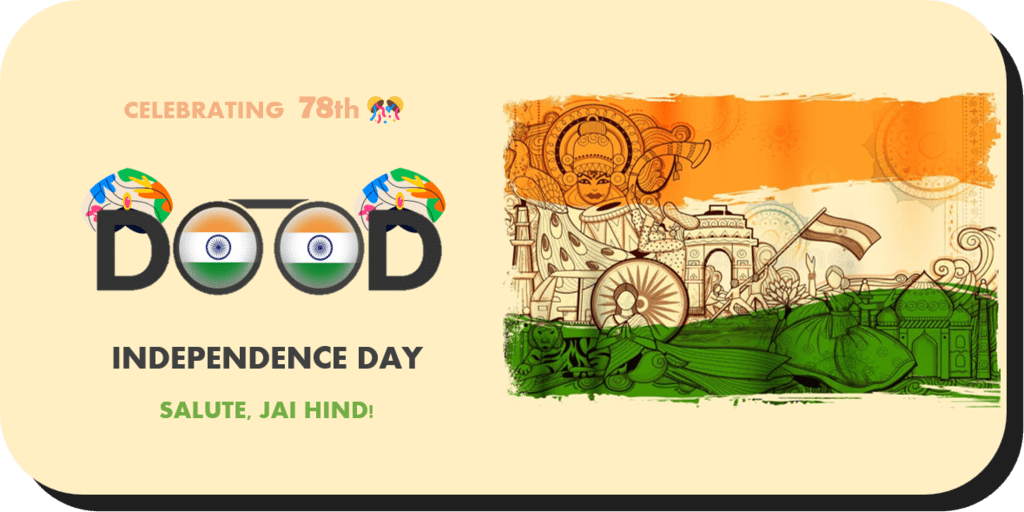 CELEBRATING 78th
DOOD
INDEPENDENCE DAY
SALUTE, JAI HIND!